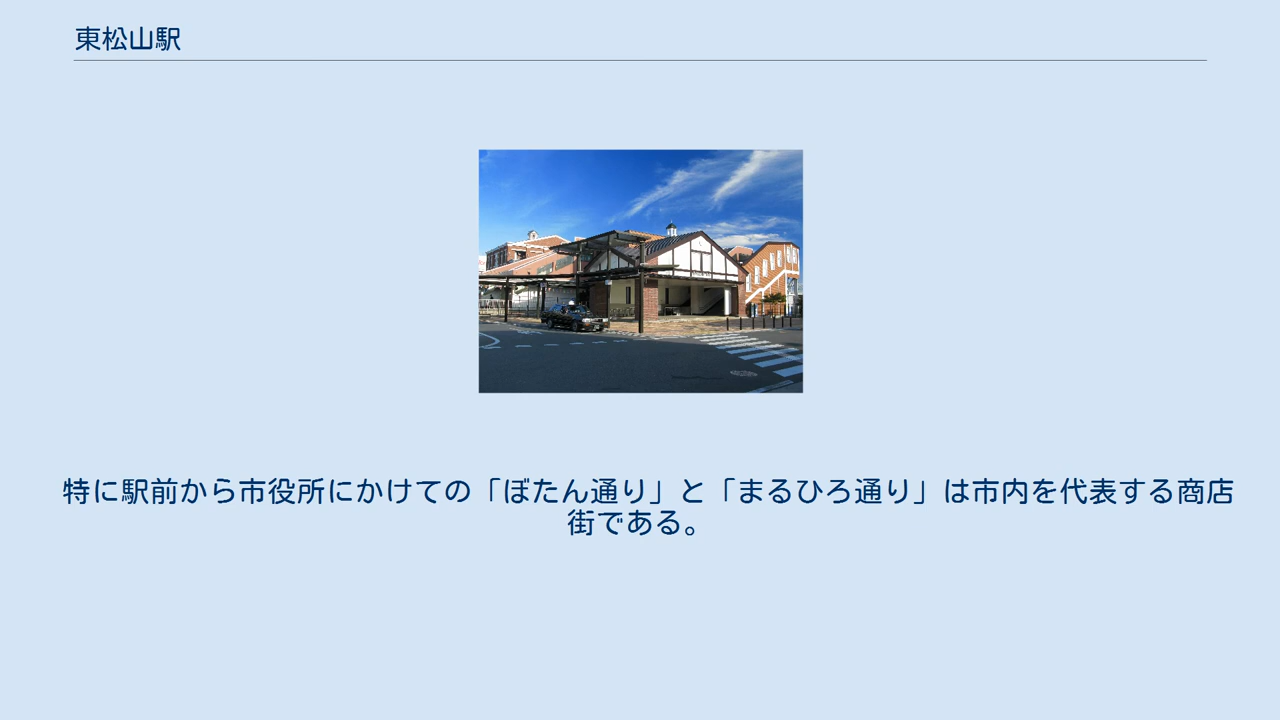 東松山駅
特に駅前から市役所にかけての「ぼたん通り」と「まるひろ通り」は市内を代表する商店
街である。